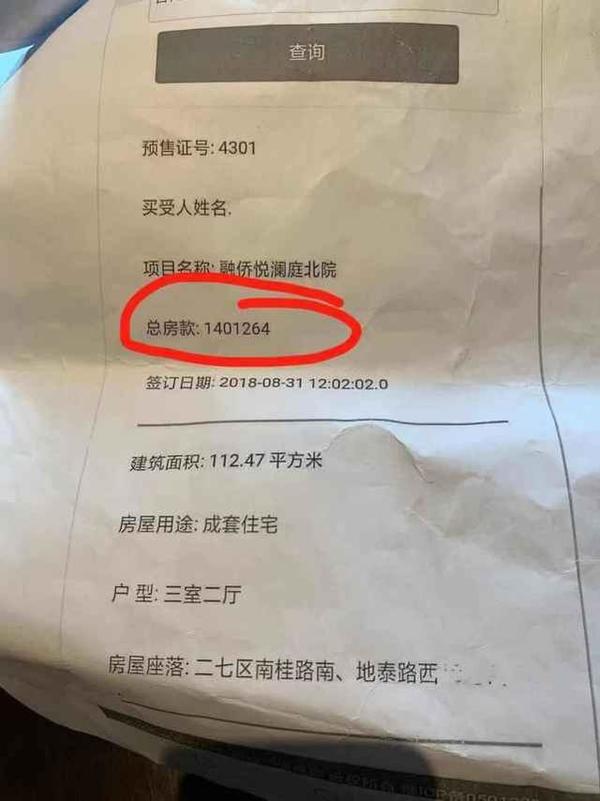 查询
预售证号: 4301
买受人姓名.
项目名称: 融侨悦澜庭北院
总房款: 1401264
签订日期: 2018-08-31 12:02:02.0
建筑面积: 112.47 平方米
房屋用途: 成套住宅
户 型: 三室二厅
房屋座落: 二七区南桂路南、地泰路西